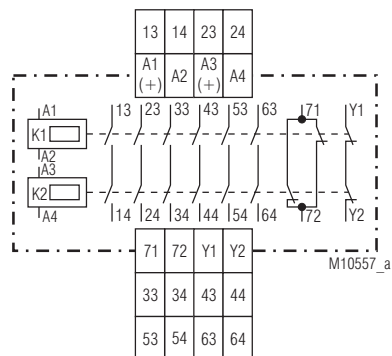 13 14 23 24
A1 (+) A2 A3 (+) A4
A1 13 23 33 43 53 63 71 Y1
K1
A2
A3
K2
A4 14 24 34 44 54 64 72 Y2
71 72 Y1 Y2
M10557_a
33 34 43 44
53 54 63 64